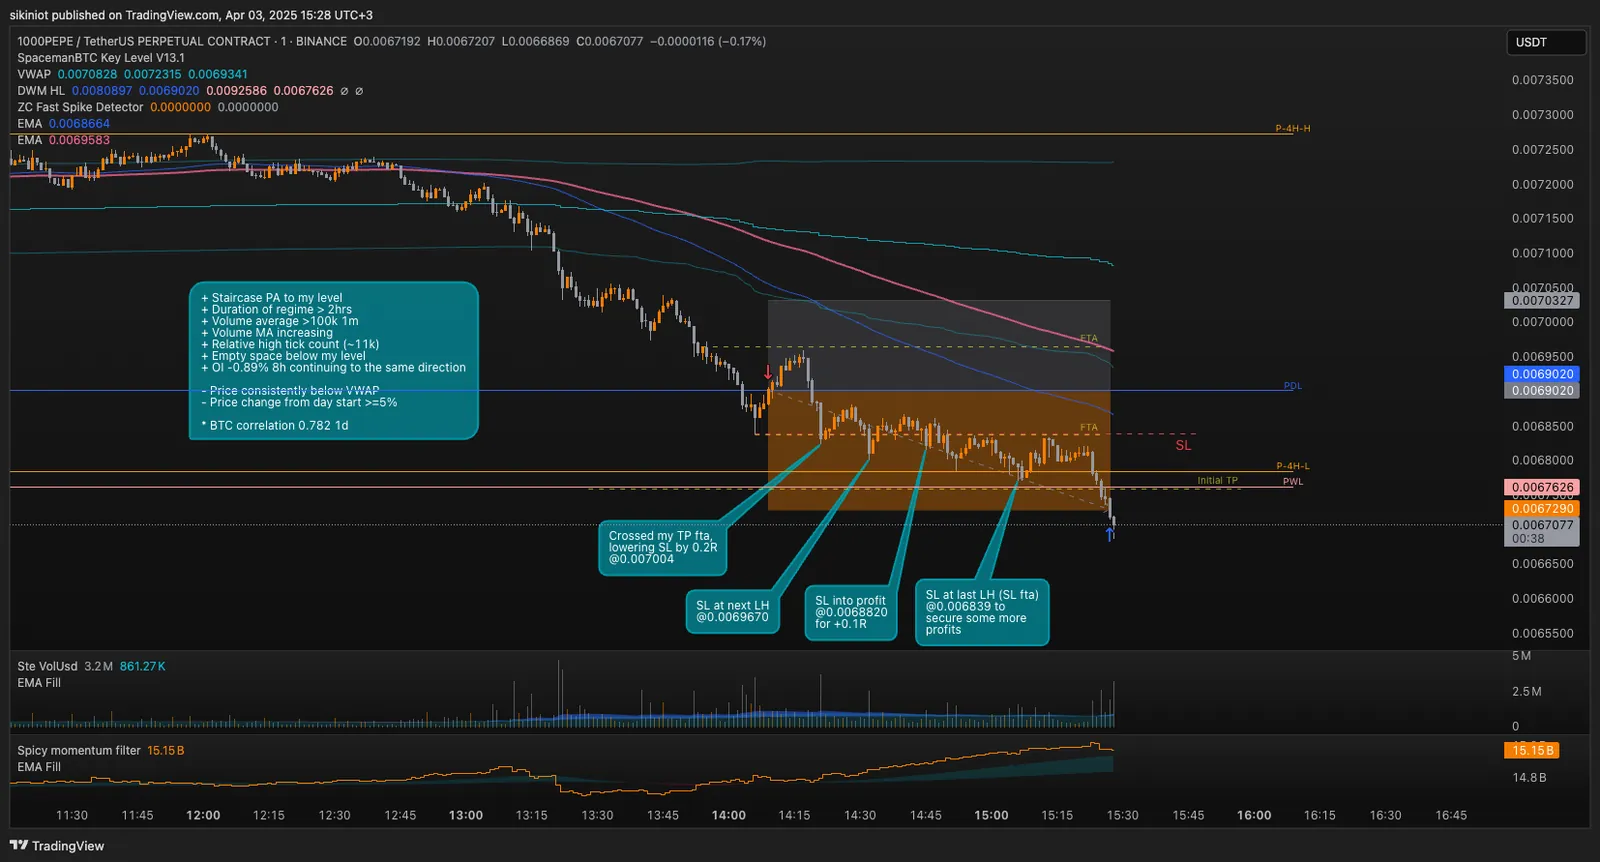 sikiniot published on TradingView.com, Apr 03, 2025 15:28 UTC+3
1000PEPE / TetherUS PERPETUAL CONTRACT · 1 · BINANCE O0.0067192 H0.0067207 L0.0066869 C0.0067077 −0.0000116 (−0.17%)
SpacemanBTC Key Level V13.1
VWAP 0.0070828 0.0072315 0.0069341
DWM HL 0.0080897 0.0069020 0.0092586 0.0067626 ∅ ∅
ZC Fast Spike Detector 0.0000000 0.0000000
EMA 0.0068664
EMA 0.0069583
USDT
0.0073500
0.0073000
0.0072500
0.0072000
0.0071500
0.0071000
0.0070500
0.0070327
0.0070000
0.0069500
0.0069020
0.0069020
0.0068500
0.0068000
0.0067626
0.0067290
0.0067077
00:38
0.0066500
0.0066000
0.0065500
P-4H-H
FTA
PDL
FTA
SL
P-4H-L
Initial TP
PWL
+ Staircase PA to my level
+ Duration of regime > 2hrs
+ Volume average >100k 1m
+ Volume MA increasing
+ Relative high tick count (~11k)
+ Empty space below my level
+ OI -0.89% 8h continuing to the same direction
- Price consistently below VWAP
- Price change from day start >=5%
* BTC correlation 0.782 1d
Crossed my TP fta,
lowering SL by 0.2R
@0.007004
SL at next LH
@0.0069670
SL into profit
@0.0068820
for +0.1R
SL at last LH (SL fta)
@0.006839 to
secure some more
profits
Ste VolUsd 3.2M 861.27K
EMA Fill
5M
2.5M
0
Spicy momentum filter 15.15B
EMA Fill
15.15B
14.8B
11:30 11:45 12:00 12:15 12:30 12:45 13:00 13:15 13:30 13:45 14:00 14:15 14:30 14:45 15:00 15:15 15:30 15:45 16:00 16:15 16:30 16:45
TradingView